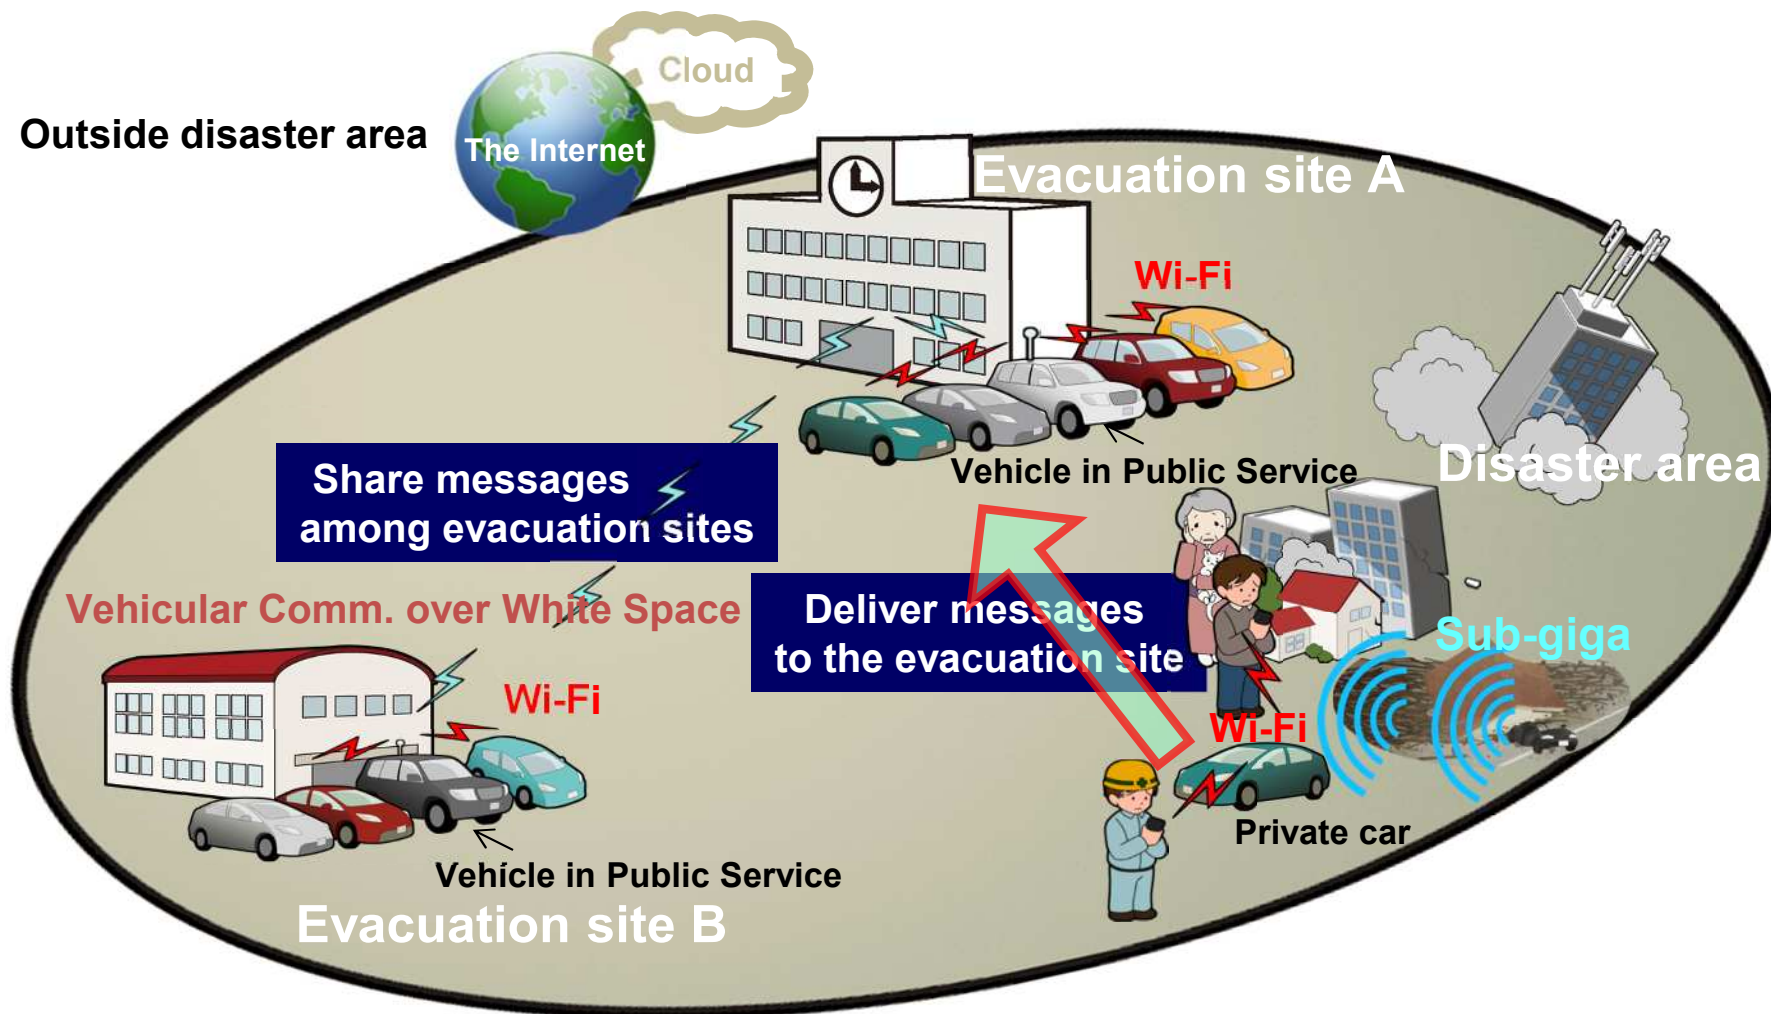 Cloud
Outside disaster area
The Internet
Evacuation site A
Wi-Fi
Vehicle in Public Service
Disaster area
Share messages
among evacuation sites
Vehicular Comm. over White Space
Deliver messages
to the evacuation site
Sub-giga
Wi-Fi
Wi-Fi
Private car
Vehicle in Public Service
Evacuation site B